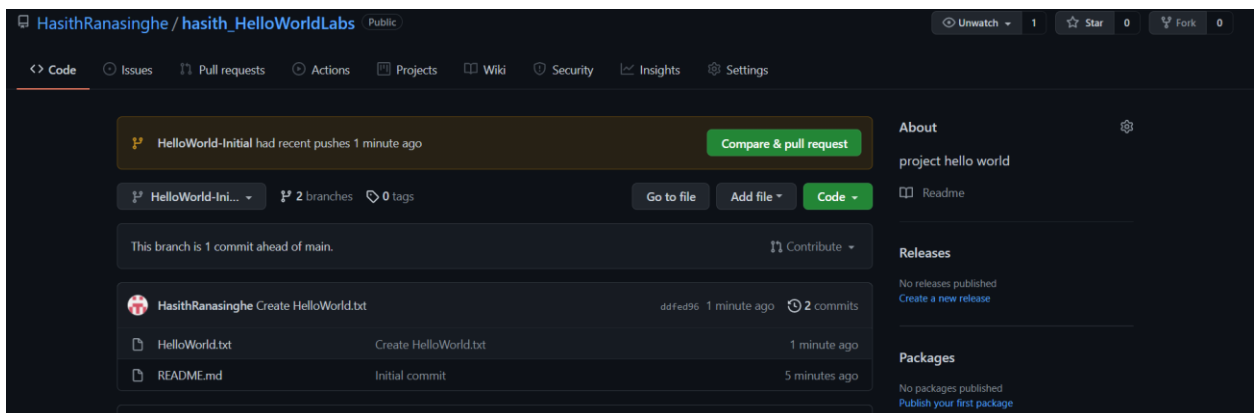 HasithRanasinghe / hasith_HelloWorldLabs Public
Unwatch 1 Star 0 Fork 0
<> Code Issues Pull requests Actions Projects Wiki Security Insights Settings
HelloWorld-Initial had recent pushes 1 minute ago Compare & pull request
HelloWorld-Ini... 2 branches 0 tags Go to file Add file Code
This branch is 1 commit ahead of main. Contribute
HasithRanasinghe Create HelloWorld.txt ddfed96 1 minute ago 2 commits
HelloWorld.txt Create HelloWorld.txt 1 minute ago
README.md Initial commit 5 minutes ago
About
project hello world
Readme
Releases
No releases published
Create a new release
Packages
No packages published
Publish your first package